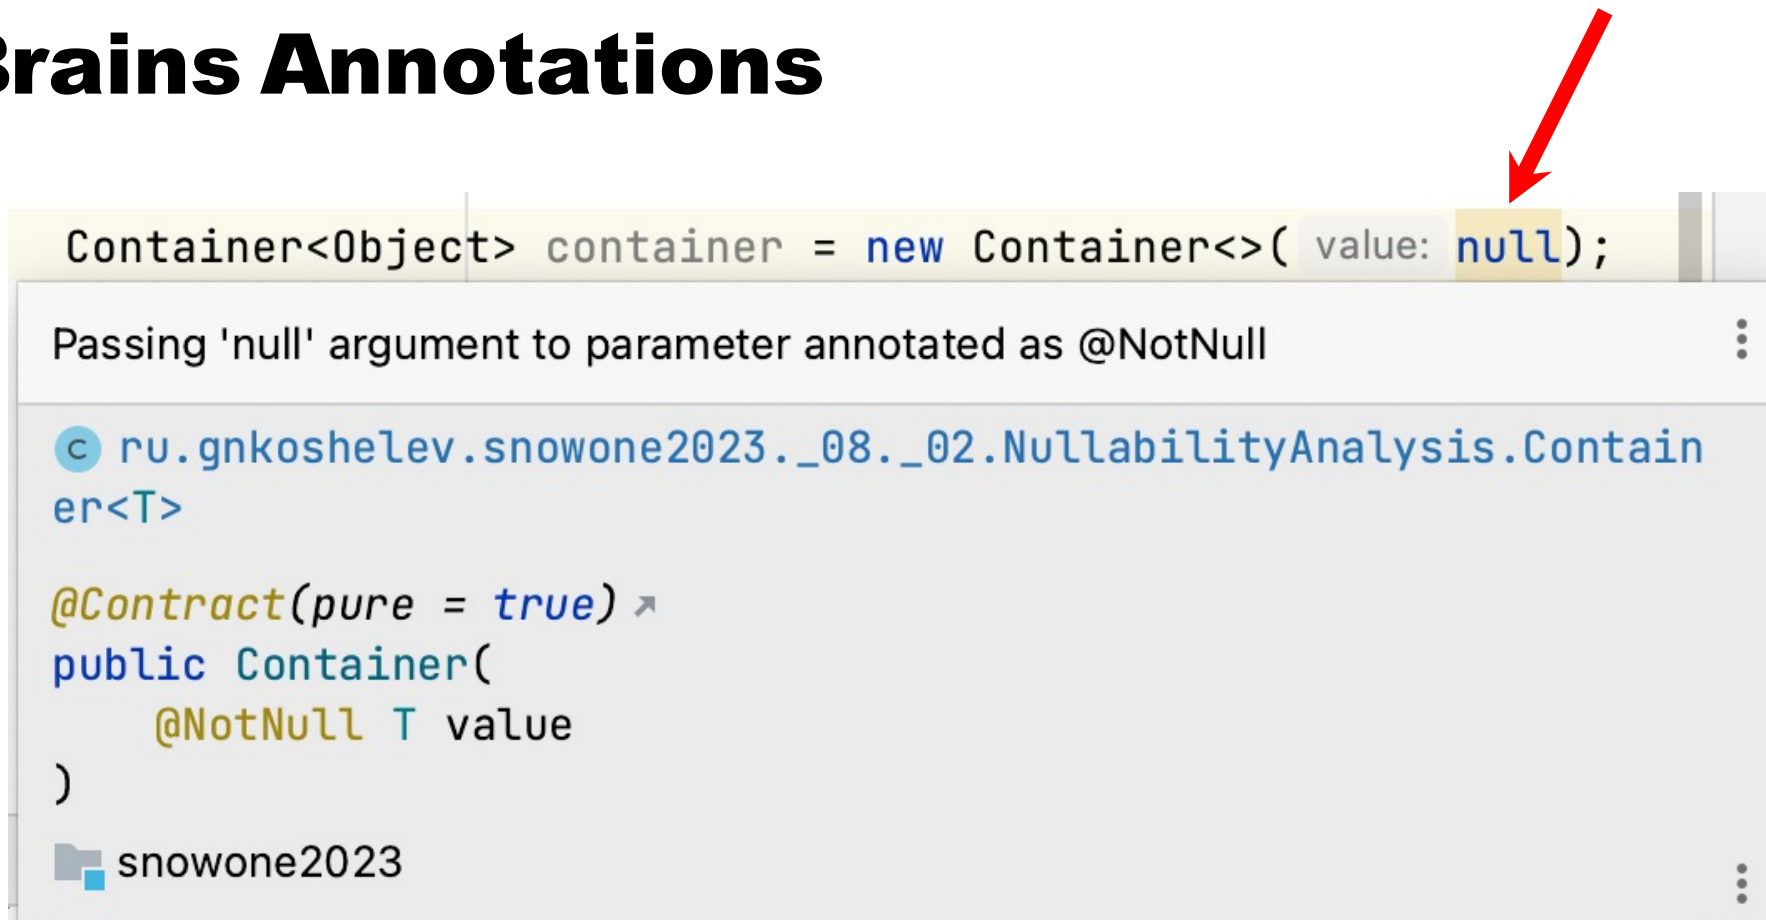 Brains Annotations
Container<Object> container = new Container<>( value: null);
Passing 'null' argument to parameter annotated as @NotNull
C ru.gnkoshelev.snowone2023._08._02.NullabilityAnalysis.Contain
er<T>
@Contract(pure = true)
public Container(
@NotNull T value
)
snowone2023